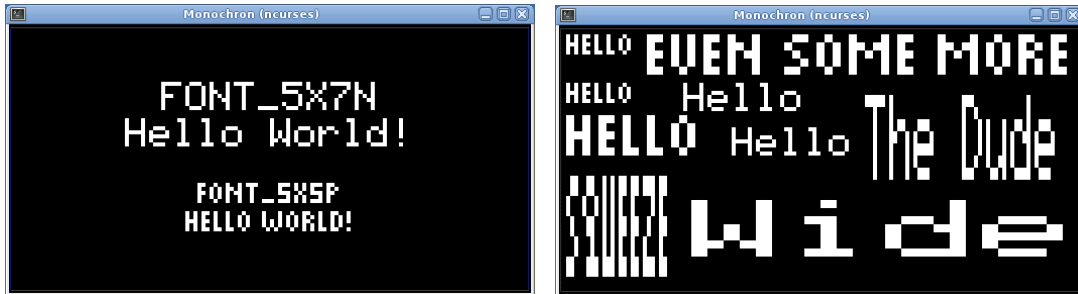 Monochron (ncurses)
FONT_5X7N
Hello World!
FONT_5X5P
HELLO WORLD!
Monochron (ncurses)
HELLO EVEN SOME MORE
HELLO Hello
HELLO Hello The Dude
SQUEEZE Wide